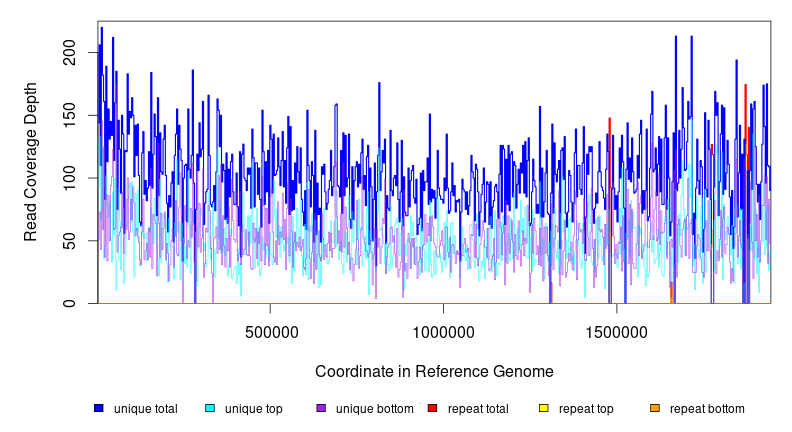 200
150
100
50
0
Read Coverage Depth
500000 1000000 1500000
Coordinate in Reference Genome
unique total unique top unique bottom repeat total repeat top repeat bottom